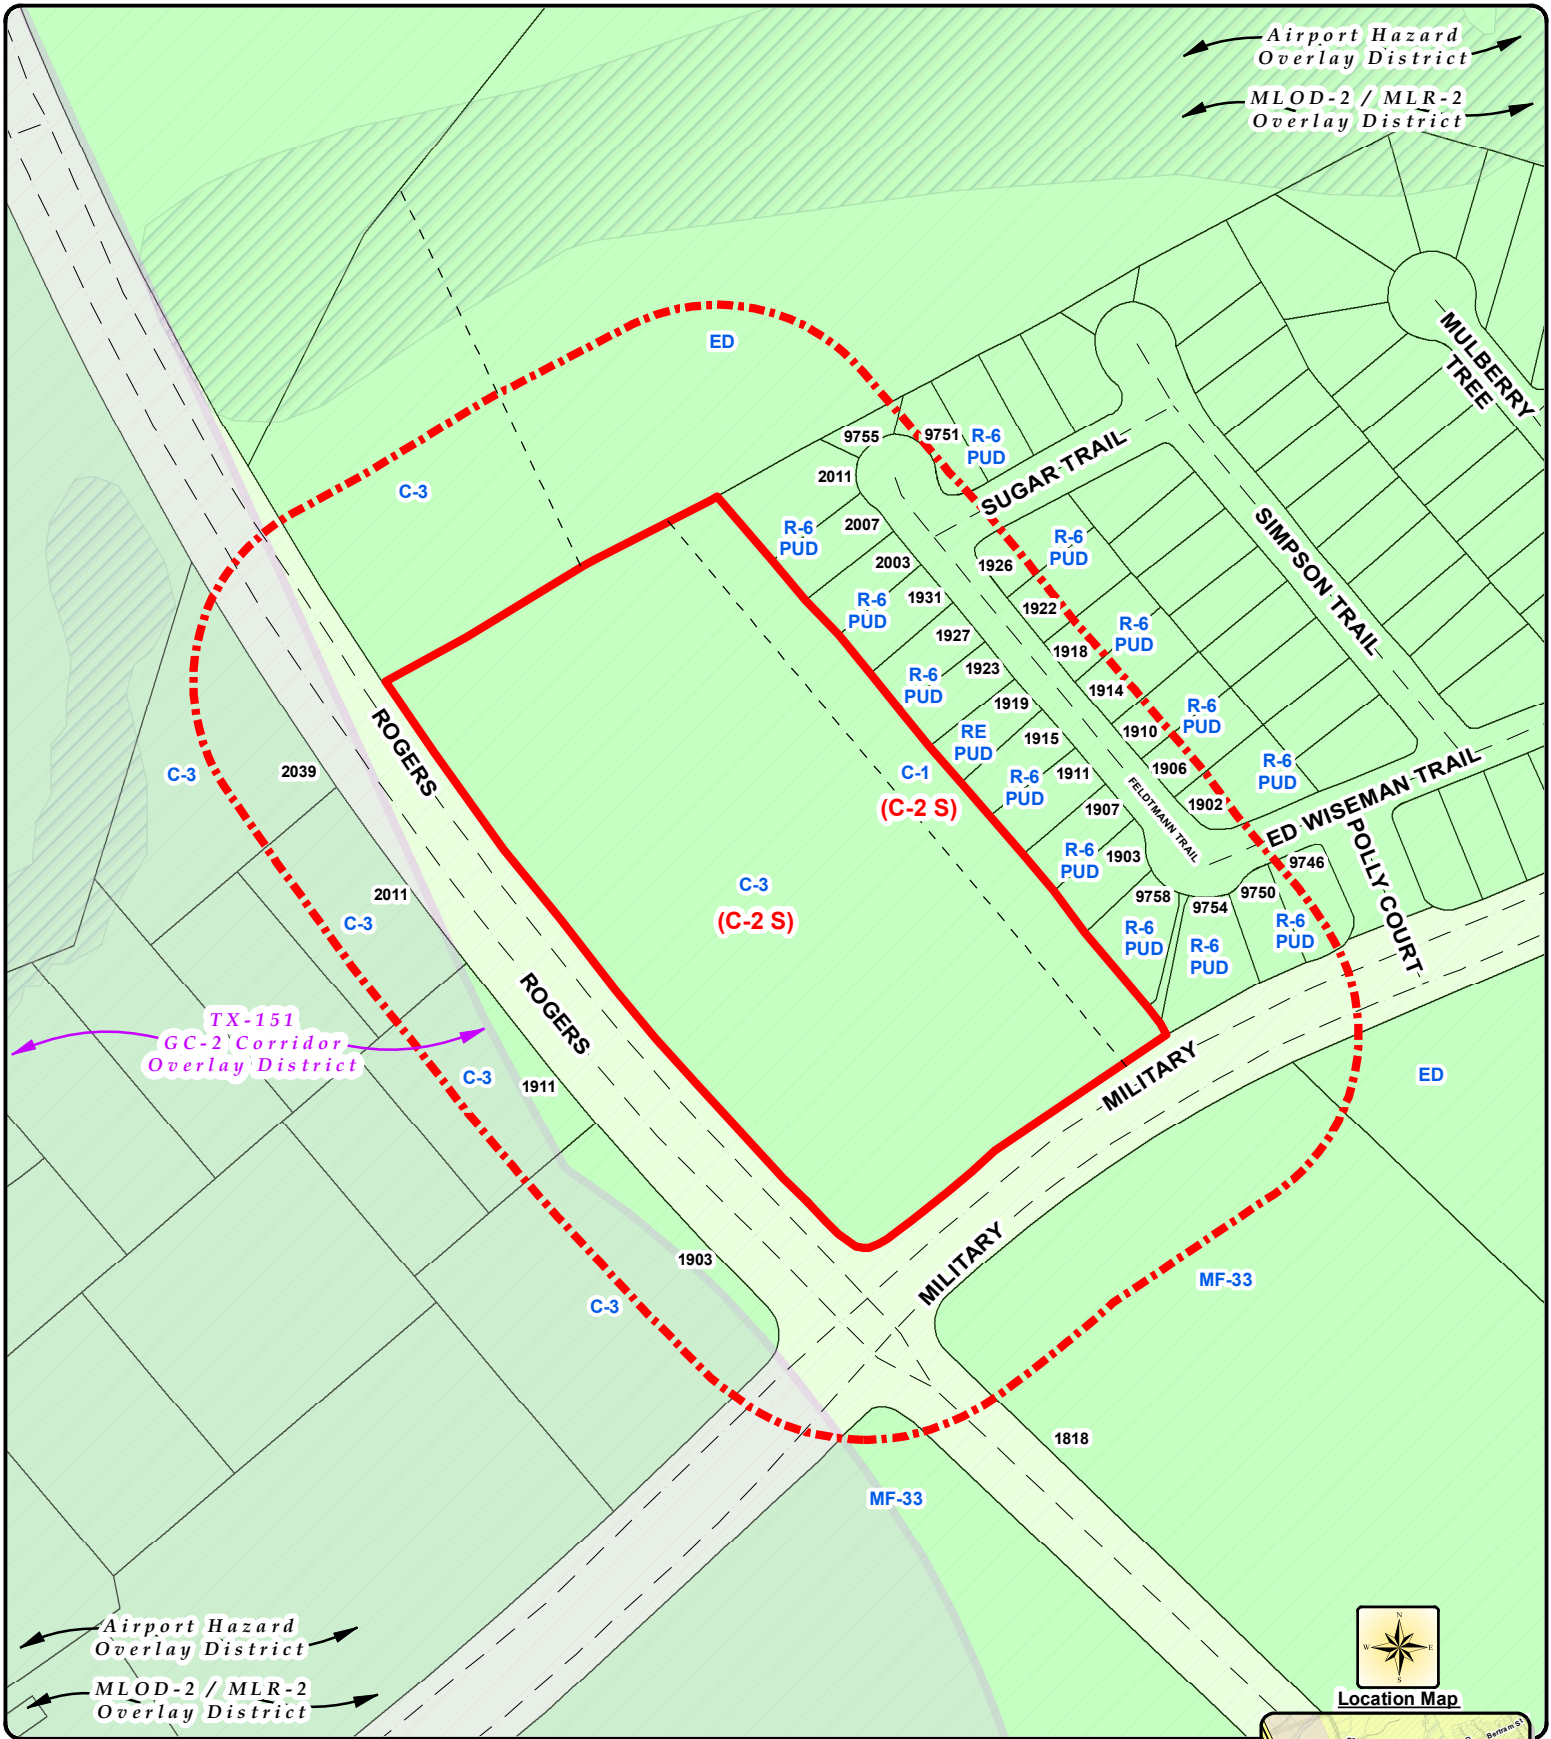 Airport Hazard
Overlay District
MLOD-2 / MLR-2
Overlay District
MULBERRY
TREE
ED
9755
9751
R-6
PUD
SUGAR TRAIL
2011
C-3
R-6
PUD
2007
2003
1926
R-6
PUD
SIMPSON TRAIL
R-6
PUD
1931
1922
1927
1918
R-6
PUD
R-6
PUD
1923
1914
1919
R-6
PUD
RE
PUD
1915
1910
C-1
(C-2 S)
R-6
PUD
1911
1906
R-6
PUD
1907
FELDTMANN TRAIL
1902
ED WISEMAN TRAIL
POLLY COURT
ROGERS
C-3
2039
R-6
PUD
1903
9746
C-3
(C-2 S)
2011
C-3
9758
9754
9750
R-6
PUD
R-6
PUD
R-6
PUD
ROGERS
TX-151
GC-2 Corridor
Overlay District
C-3
1911
MILITARY
ED
1903
C-3
MILITARY
MF-33
1818
MF-33
Airport Hazard
Overlay District
MLOD-2 / MLR-2
Overlay District
N
W
E
S
Location Map
Bertram St